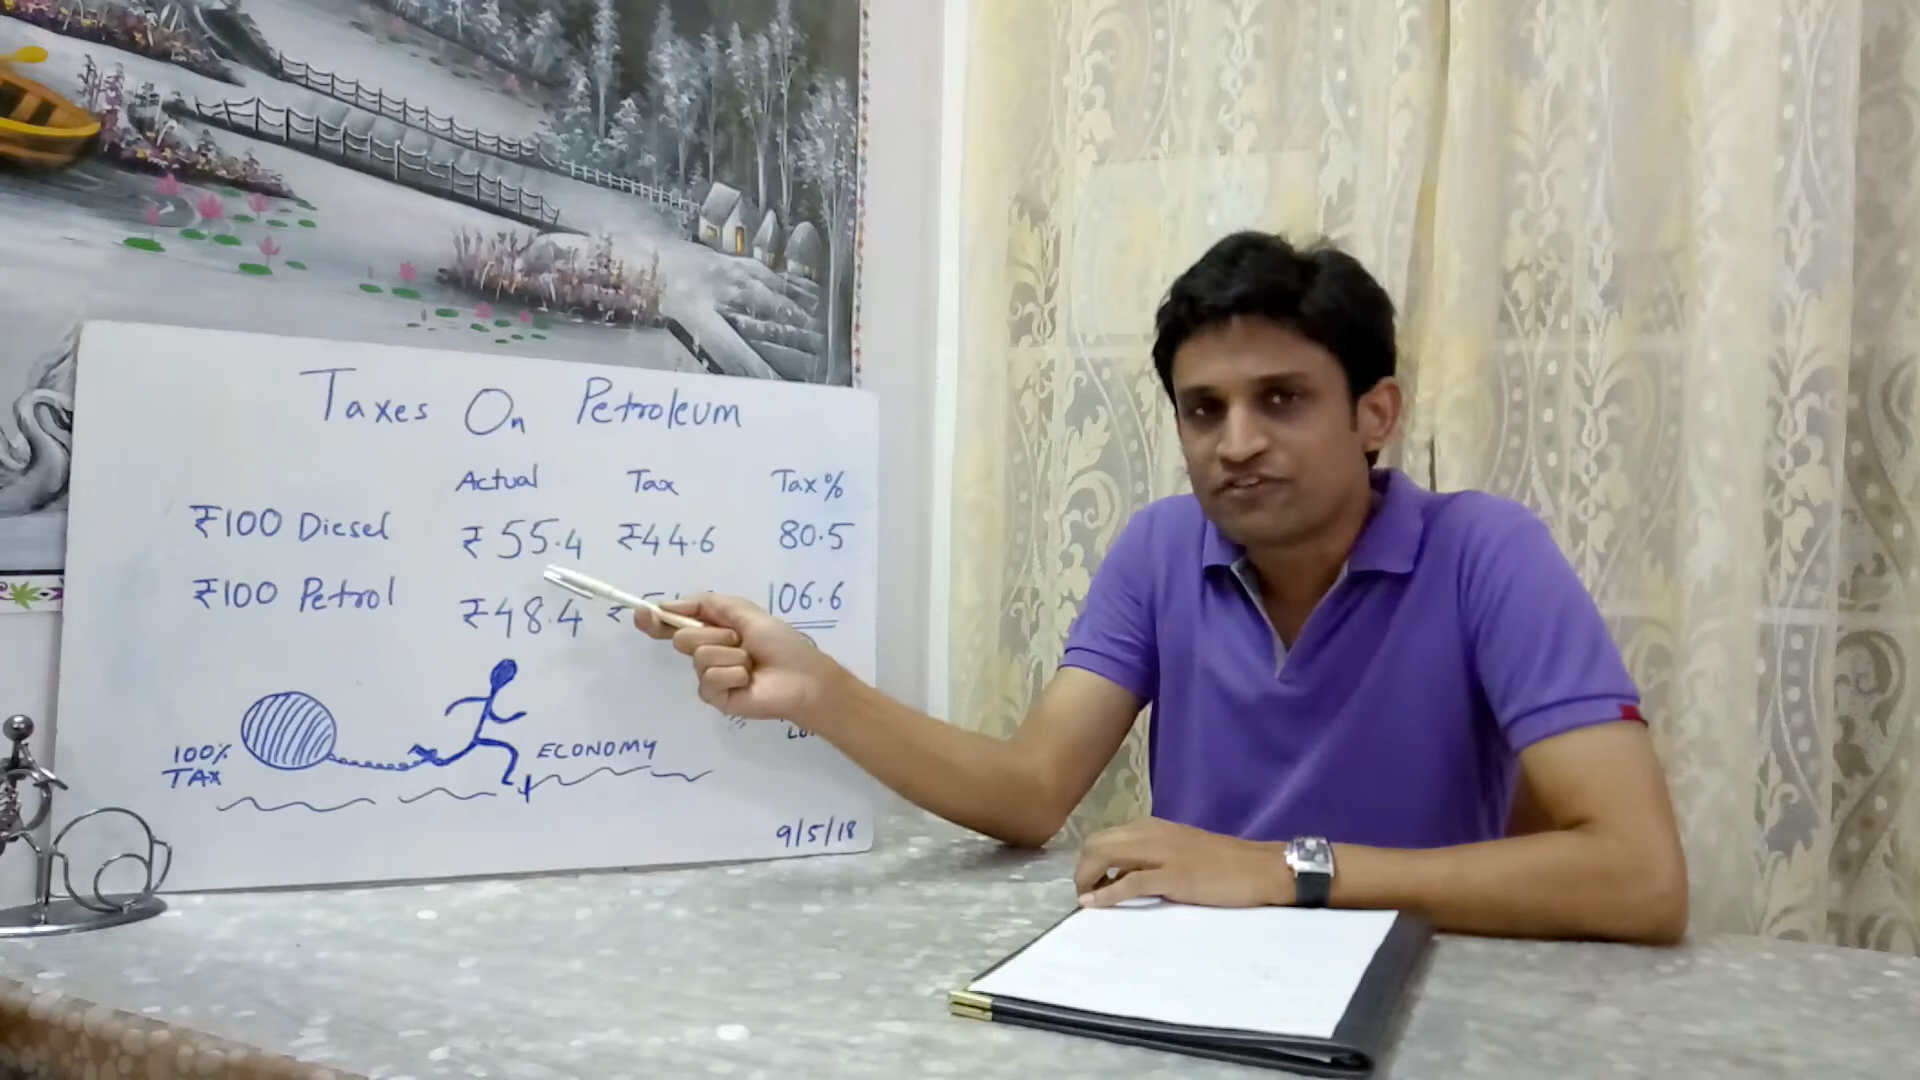 Taxes On Petroleum
Actual Tax Tax%
₹100 Diesel ₹55.4 ₹44.6 80.5
₹100 Petrol ₹48.4 ₹ 106.6
100% TAX
ECONOMY
9/5/18